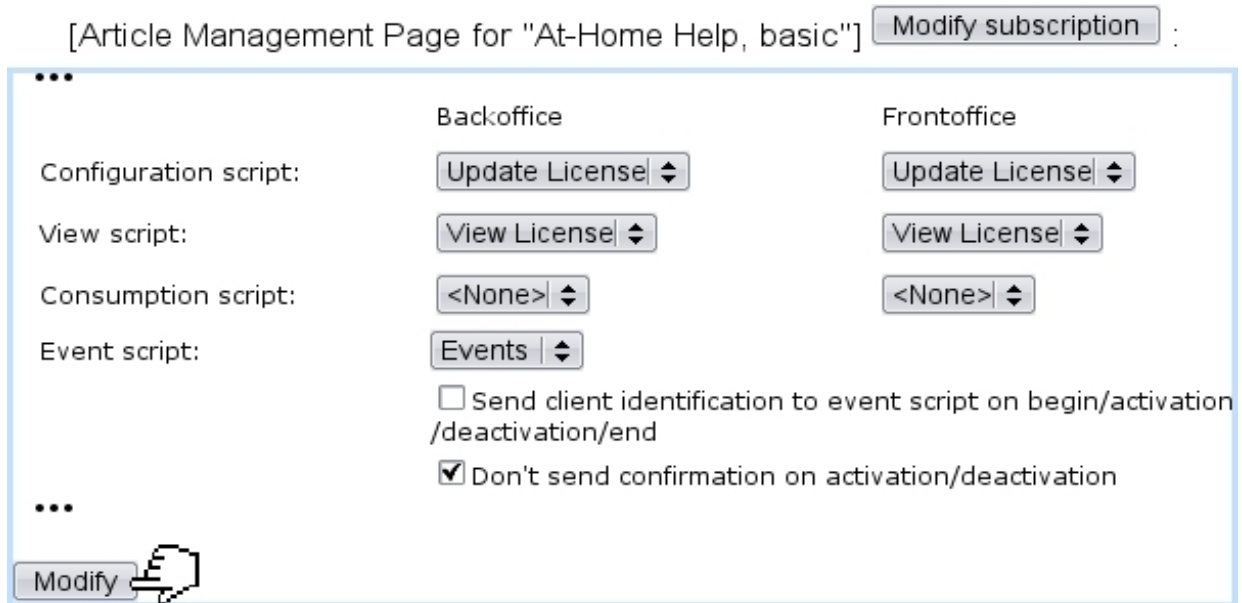 [Article Management Page for "At-Home Help, basic"] Modify subscription :
...
Backoffice Frontoffice
Configuration script: Update License Update License
View script: View License View License
Consumption script: <None> <None>
Event script: Events
Send client identification to event script on begin/activation
/deactivation/end
Don't send confirmation on activation/deactivation
...
Modify